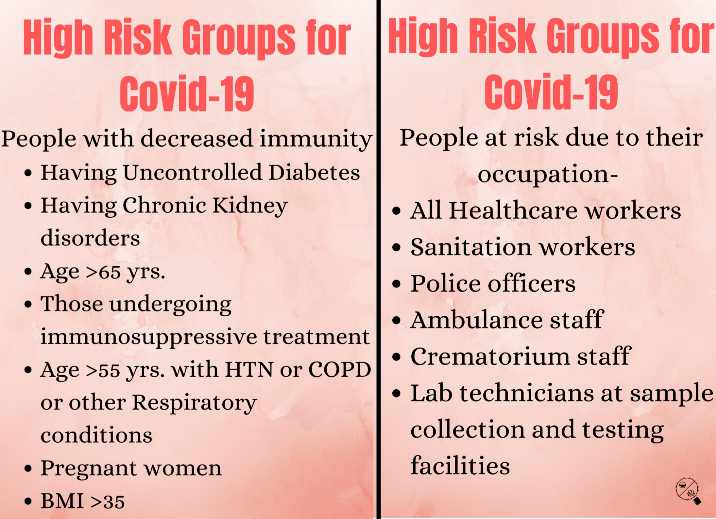 High Risk Groups for
Covid-19
People with decreased immunity
• Having Uncontrolled Diabetes
• Having Chronic Kidney
disorders
• Age >65 yrs.
• Those undergoing
immunosuppressive treatment
• Age >55 yrs. with HTN or COPD
or other Respiratory
conditions
• Pregnant women
• BMI >35
High Risk Groups for
Covid-19
People at risk due to their
occupation-
• All Healthcare workers
• Sanitation workers
• Police officers
• Ambulance staff
• Crematorium staff
• Lab technicians at sample
collection and testing
facilities